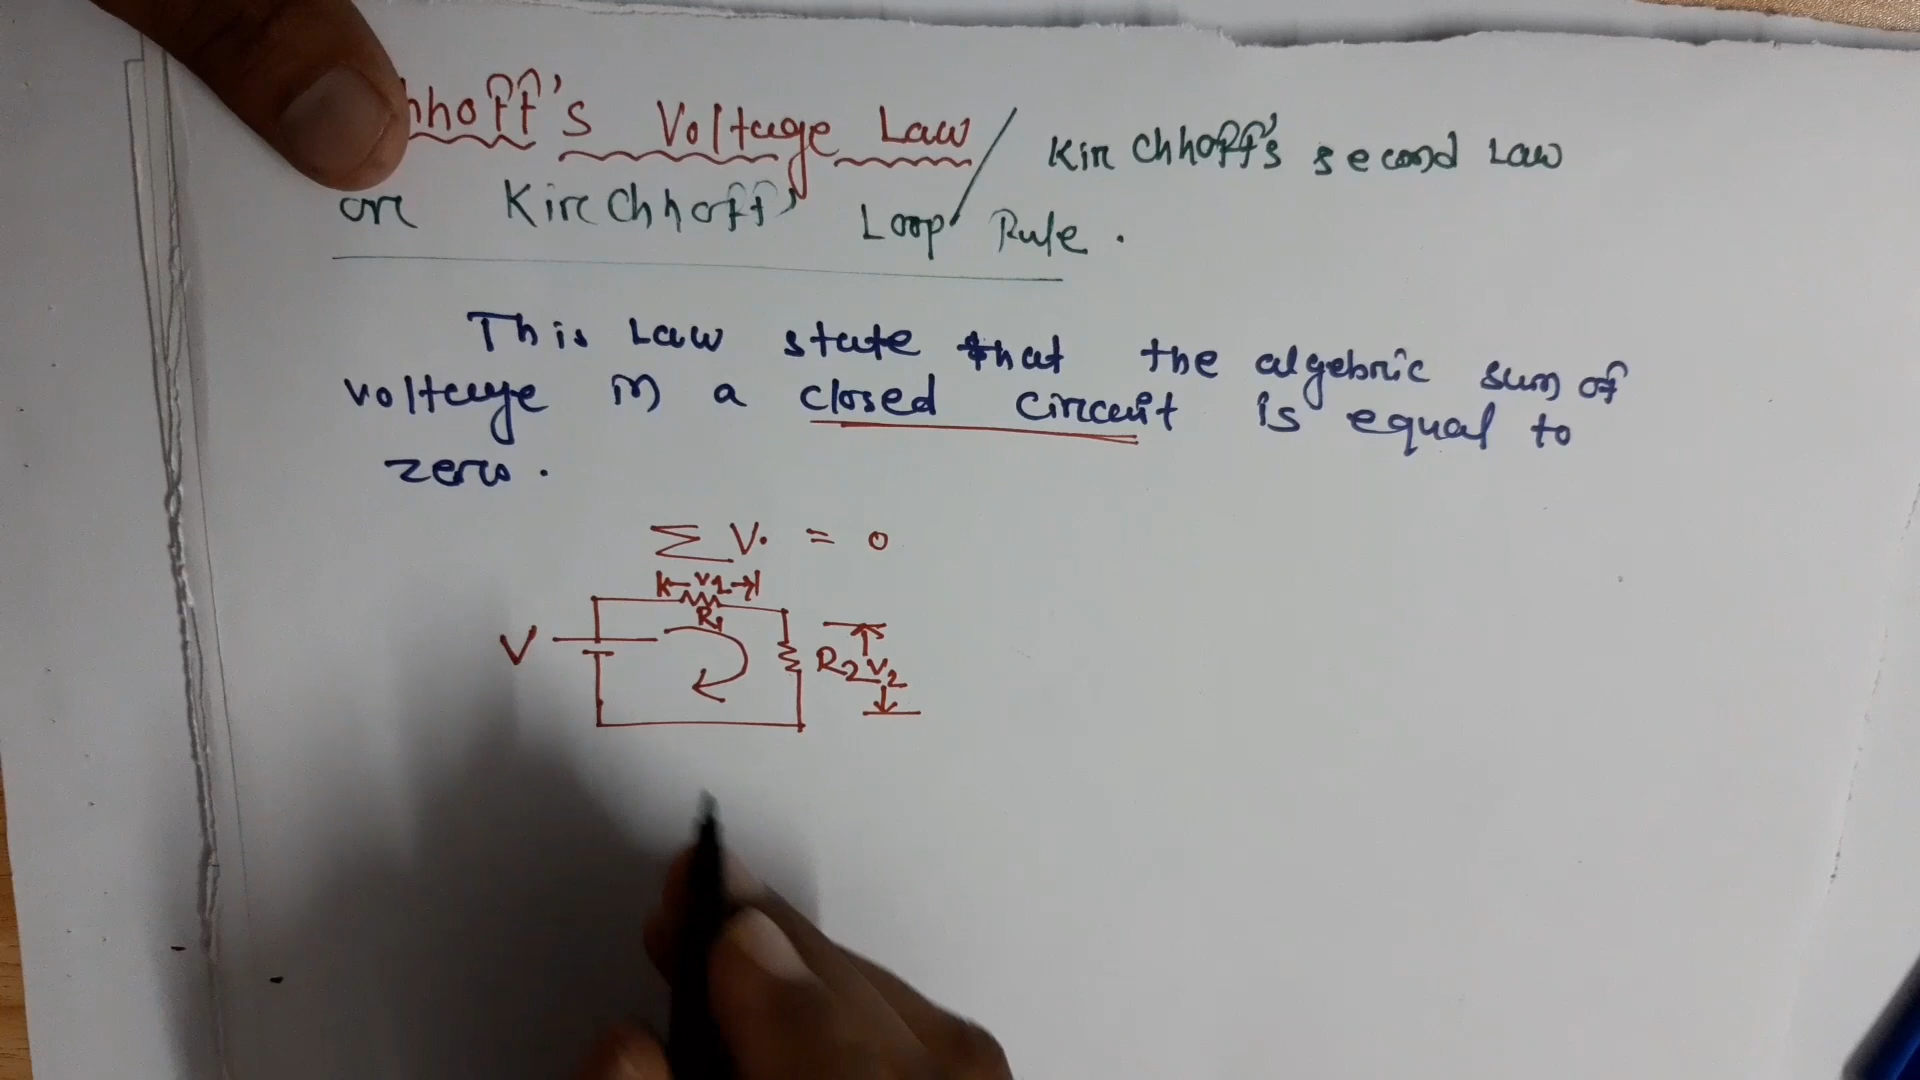 hhoff's Voltage Law / Kirchhoff's second Law
or Kirchhoff's Loop Rule.
This Law state that the algebric sum of
voltage in a closed circuit is equal to
zero.
Σ V. = 0
V1
R1
V
R2 V2